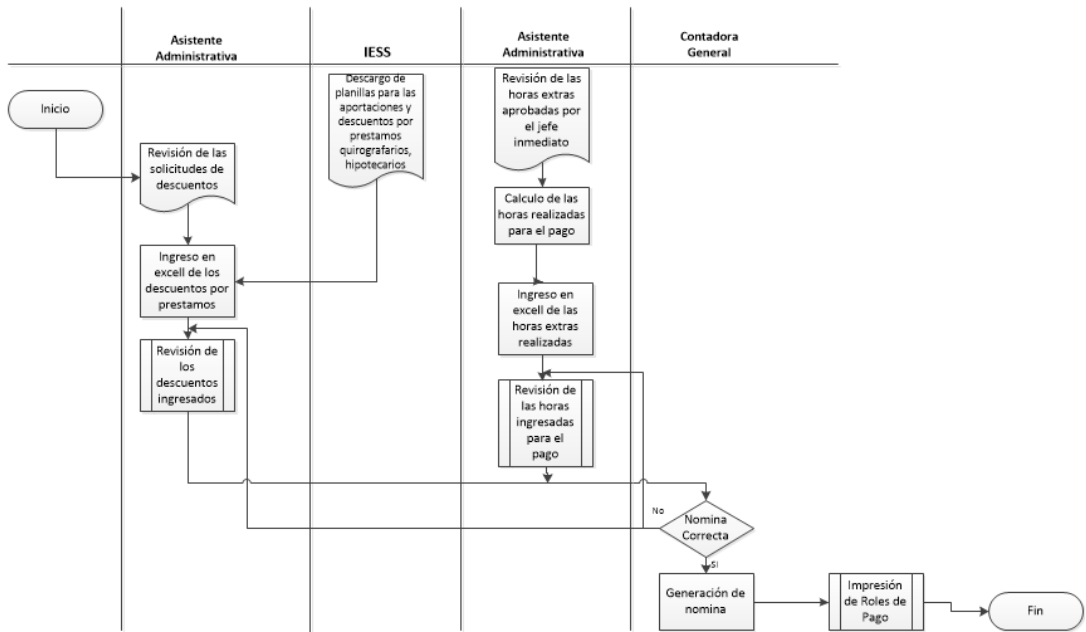 Asistente
Administrativa
IESS
Asistente
Administrativa
Contadora
General
Inicio
Revisión de las
solicitudes de
descuentos
Ingreso en
excell de los
descuentos por
prestamos
Revisión de
los
descuentos
ingresados
Descargo de
planillas para las
aportaciones y
descuentos por
prestamos
quirografarios,
hipotecarios
Revisión de las
horas extras
aprobadas por
el jefe
inmediato
Calculo de las
horas realizadas
para el pago
Ingreso en
excell de las
horas extras
realizadas
Revisión de
las horas
ingresadas
para el
pago
No
Nomina
Correcta
SI
Generación de
nomina
Impresión
de Roles de
Pago
Fin